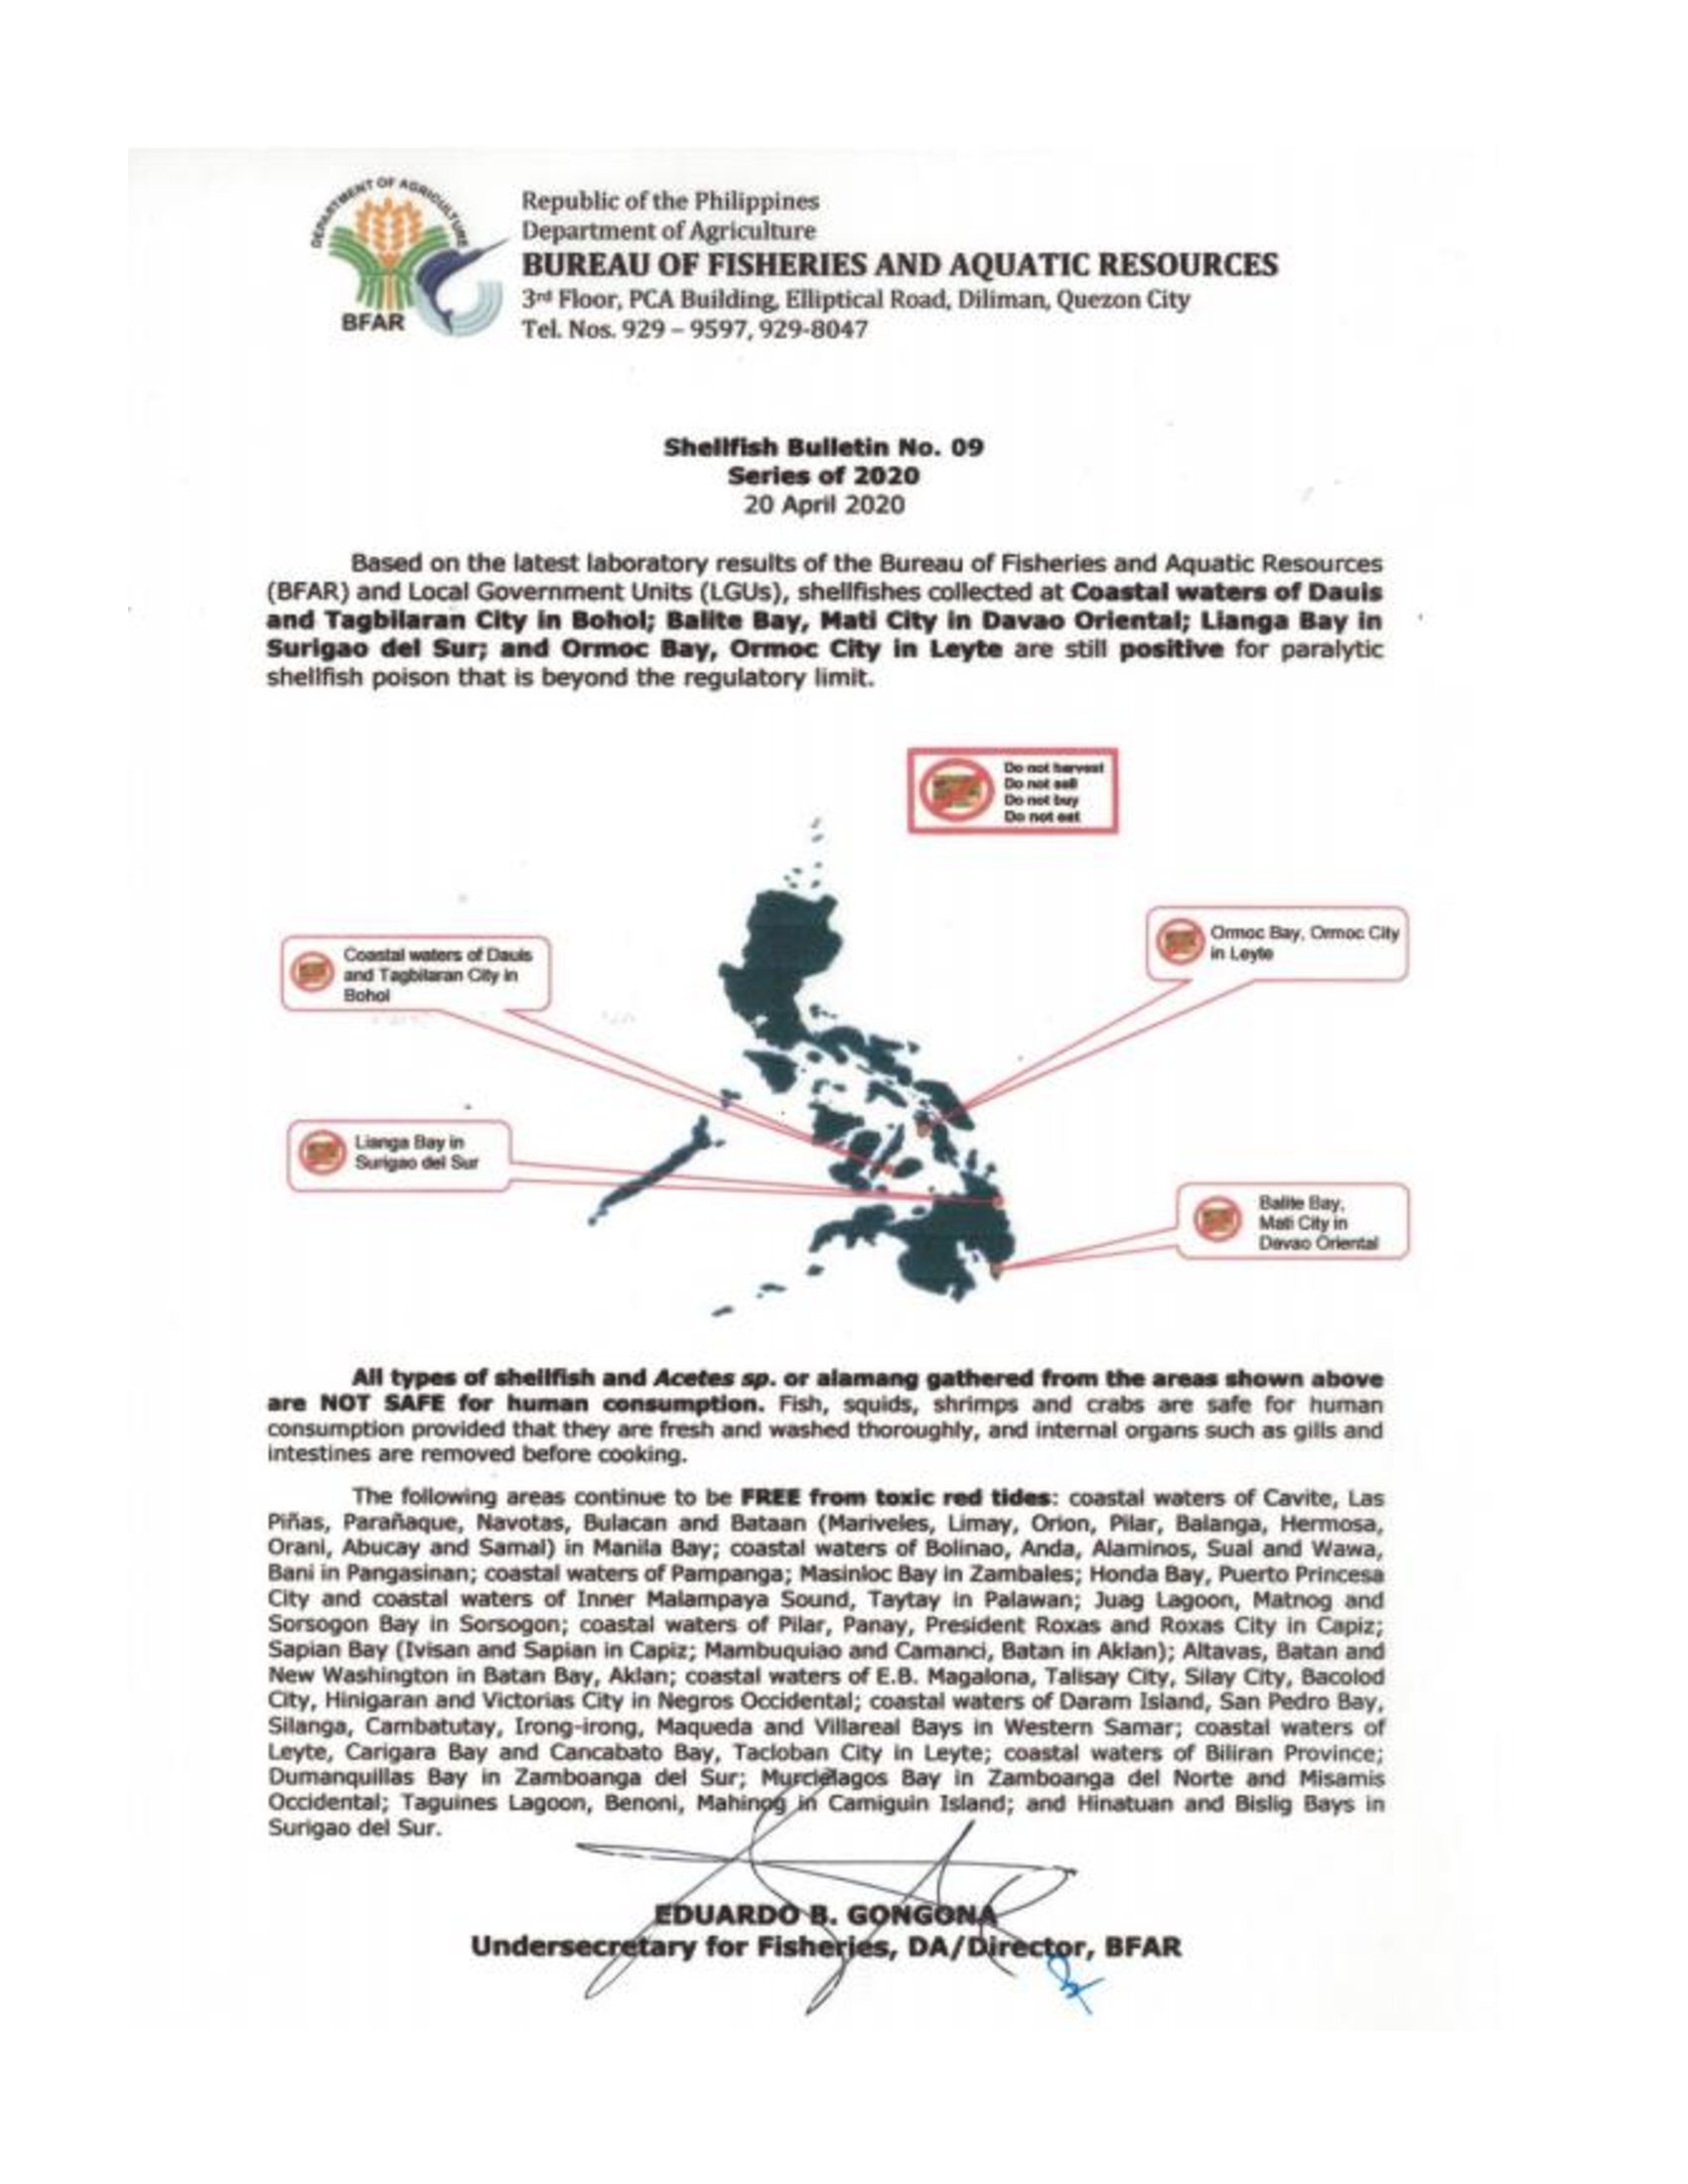 DEPARTMENT OF AGRICULTURE
BFAR
Republic of the Philippines
Department of Agriculture
BUREAU OF FISHERIES AND AQUATIC RESOURCES
3rd Floor, PCA Building, Elliptical Road, Diliman, Quezon City
Tel. Nos. 929 – 9597, 929-8047
Shellfish Bulletin No. 09
Series of 2020
20 April 2020
Based on the latest laboratory results of the Bureau of Fisheries and Aquatic Resources
(BFAR) and Local Government Units (LGUs), shellfishes collected at Coastal waters of Dauis
and Tagbilaran City in Bohol; Balite Bay, Mati City in Davao Oriental; Lianga Bay in
Surigao del Sur; and Ormoc Bay, Ormoc City in Leyte are still positive for paralytic
shellfish poison that is beyond the regulatory limit.
Do not harvest
Do not sell
Do not buy
Do not eat
Ormoc Bay, Ormoc City
in Leyte
Coastal waters of Dauis
and Tagbilaran City in
Bohol
Lianga Bay in
Surigao del Sur
Balite Bay,
Mati City in
Davao Oriental
All types of shellfish and Acetes sp. or alamang gathered from the areas shown above
are NOT SAFE for human consumption. Fish, squids, shrimps and crabs are safe for human
consumption provided that they are fresh and washed thoroughly, and internal organs such as gills and
intestines are removed before cooking.
The following areas continue to be FREE from toxic red tides: coastal waters of Cavite, Las
Piñas, Parañaque, Navotas, Bulacan and Bataan (Mariveles, Limay, Orion, Pilar, Balanga, Hermosa,
Orani, Abucay and Samal) in Manila Bay; coastal waters of Bolinao, Anda, Alaminos, Sual and Wawa,
Bani in Pangasinan; coastal waters of Pampanga; Masinloc Bay in Zambales; Honda Bay, Puerto Princesa
City and coastal waters of Inner Malampaya Sound, Taytay in Palawan; Juag Lagoon, Matnog and
Sorsogon Bay in Sorsogon; coastal waters of Pilar, Panay, President Roxas and Roxas City in Capiz;
Sapian Bay (Ivisan and Sapian in Capiz; Mambuquiao and Camanci, Batan in Aklan); Altavas, Batan and
New Washington in Batan Bay, Aklan; coastal waters of E.B. Magalona, Talisay City, Silay City, Bacolod
City, Hinigaran and Victorias City in Negros Occidental; coastal waters of Daram Island, San Pedro Bay,
Silanga, Cambatutay, Irong-irong, Maqueda and Villareal Bays in Western Samar; coastal waters of
Leyte, Carigara Bay and Cancabato Bay, Tacloban City in Leyte; coastal waters of Biliran Province;
Dumanquillas Bay in Zamboanga del Sur; Murcielagos Bay in Zamboanga del Norte and Misamis
Occidental; Taguines Lagoon, Benoni, Mahinog in Camiguin Island; and Hinatuan and Bislig Bays in
Surigao del Sur.
EDUARDO B. GONGONA
Undersecretary for Fisheries, DA/Director, BFAR